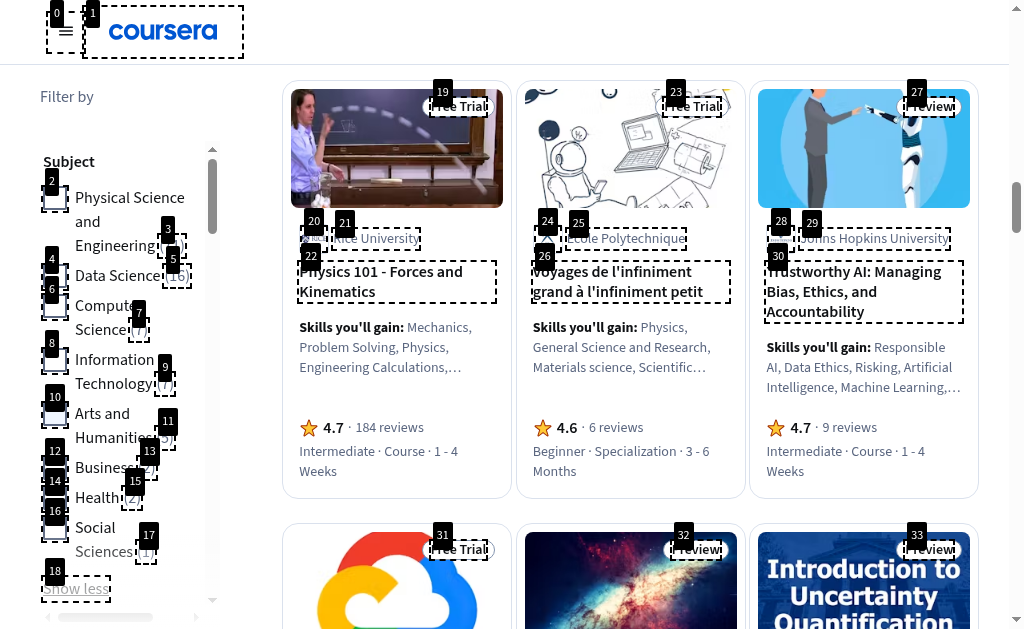 0
1
coursera
Filter by
Subject
2
Physical Science
and
3
Engineering
4
5
Data Science (16)
6
7
Computer
Science (7)
8
Information
9
Technology (7)
10
Arts and
11
Humanities
12
13
Business
14
15
Health (2)
16
Social
17
Sciences (1)
18
Show less
19
Free Trial
20
21
Rice University
22
Physics 101 - Forces and
Kinematics
Skills you'll gain: Mechanics,
Problem Solving, Physics,
Engineering Calculations,…
4.7 · 184 reviews
Intermediate · Course · 1 - 4
Weeks
23
Free Trial
24
25
École Polytechnique
26
Voyages de l'infiniment
grand à l'infiniment petit
Skills you'll gain: Physics,
General Science and Research,
Materials science, Scientific…
4.6 · 6 reviews
Beginner · Specialization · 3 - 6
Months
27
Preview
28
29
Johns Hopkins University
30
Trustworthy AI: Managing
Bias, Ethics, and
Accountability
Skills you'll gain: Responsible
AI, Data Ethics, Risking, Artificial
Intelligence, Machine Learning,…
4.7 · 9 reviews
Intermediate · Course · 1 - 4
Weeks
31
Free Trial
32
Preview
33
Preview
Introduction to
Uncertainty
Quantification